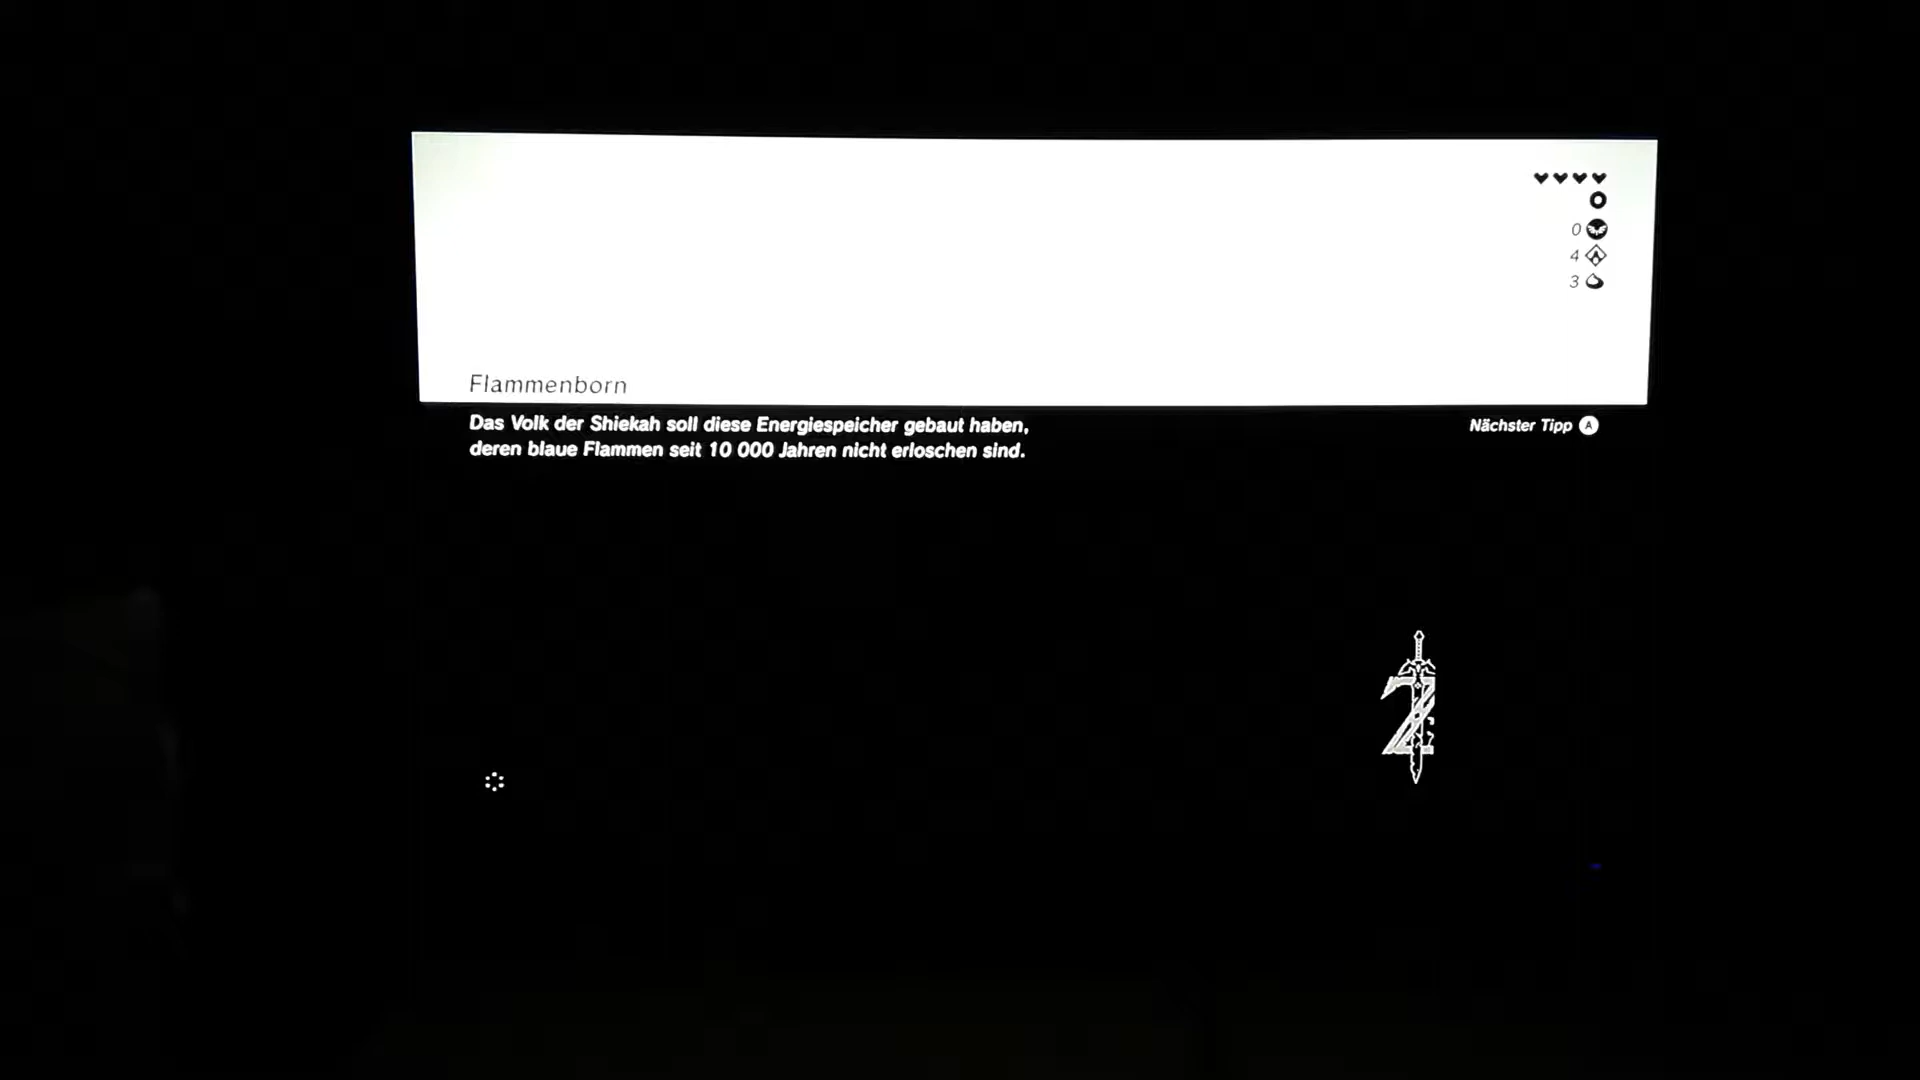 0
4
3
Flammenborn
Das Volk der Shiekah soll diese Energiespeicher gebaut haben,
deren blaue Flammen seit 10 000 Jahren nicht erloschen sind.
Nächster Tipp A
Z